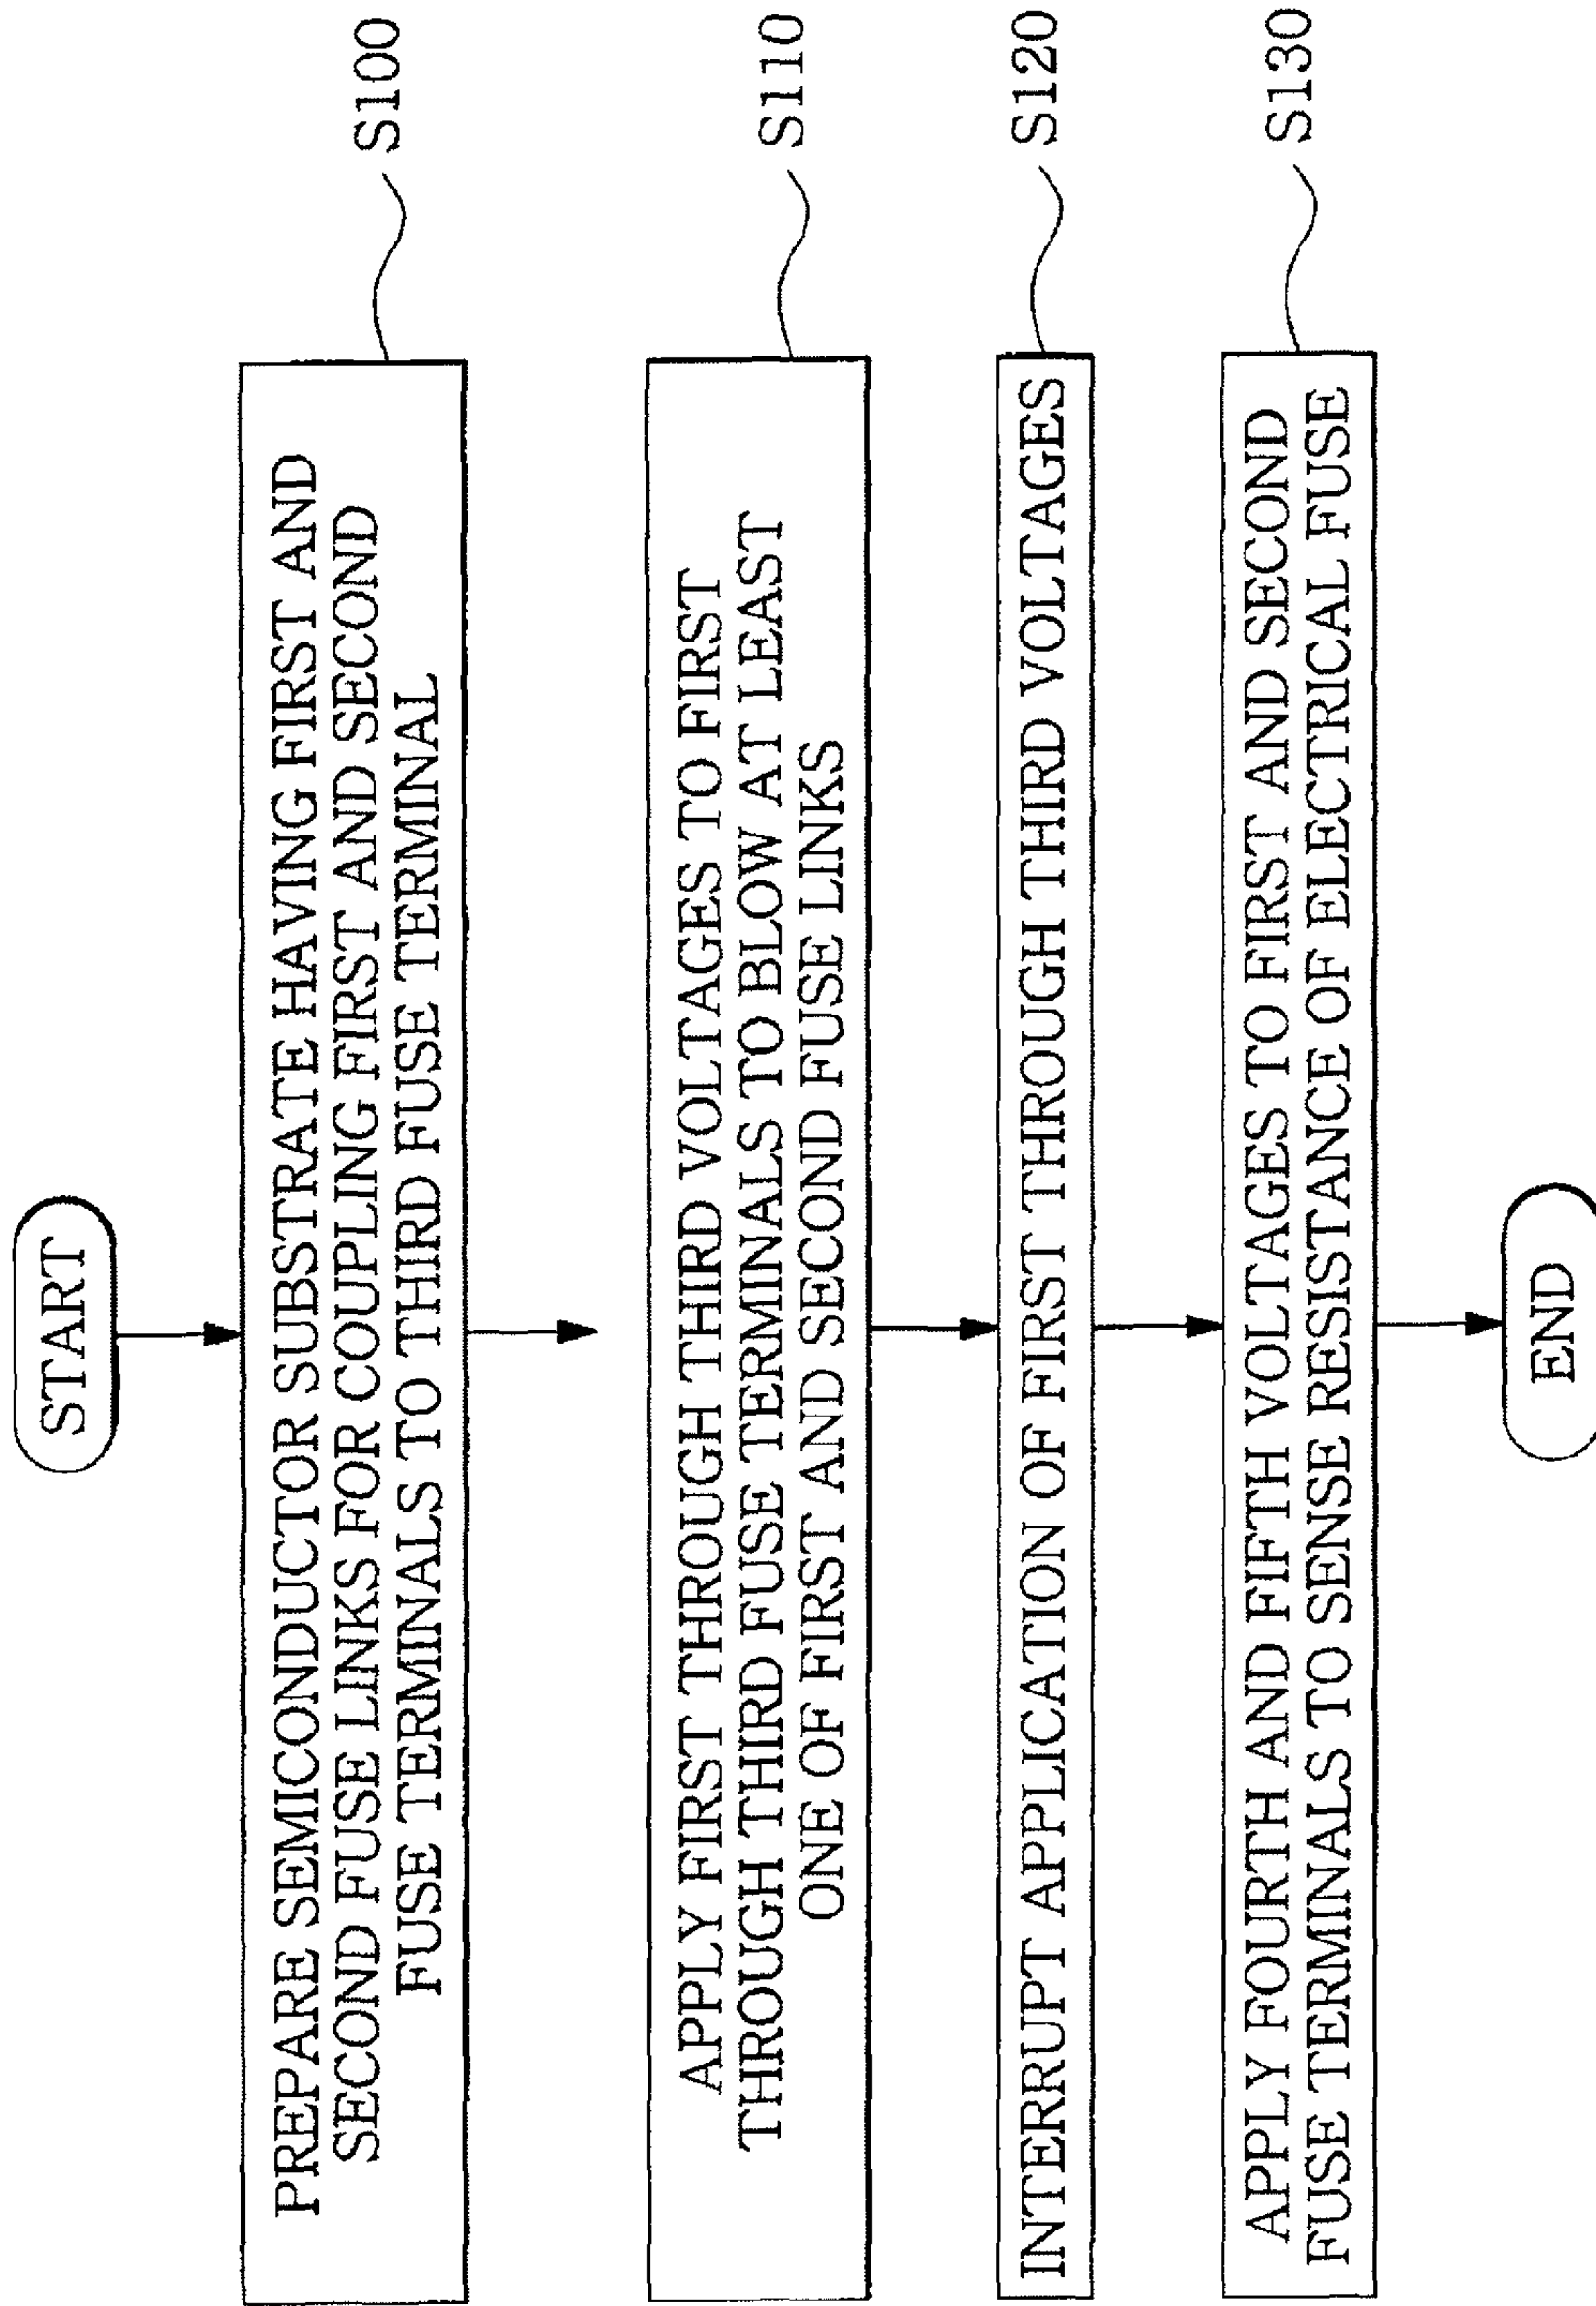 START
PREPARE SEMICONDUCTOR SUBSTRATE HAVING FIRST AND
SECOND FUSE LINKS FOR COUPLING FIRST AND SECOND
FUSE TERMINALS TO THIRD FUSE TERMINAL
S100
APPLY FIRST THROUGH THIRD VOLTAGES TO FIRST
THROUGH THIRD FUSE TERMINALS TO BLOW AT LEAST
ONE OF FIRST AND SECOND FUSE LINKS
S110
INTERRUPT APPLICATION OF FIRST THROUGH THIRD VOLTAGES
S120
APPLY FOURTH AND FIFTH VOLTAGES TO FIRST AND SECOND
FUSE TERMINALS TO SENSE RESISTANCE OF ELECTRICAL FUSE
S130
END